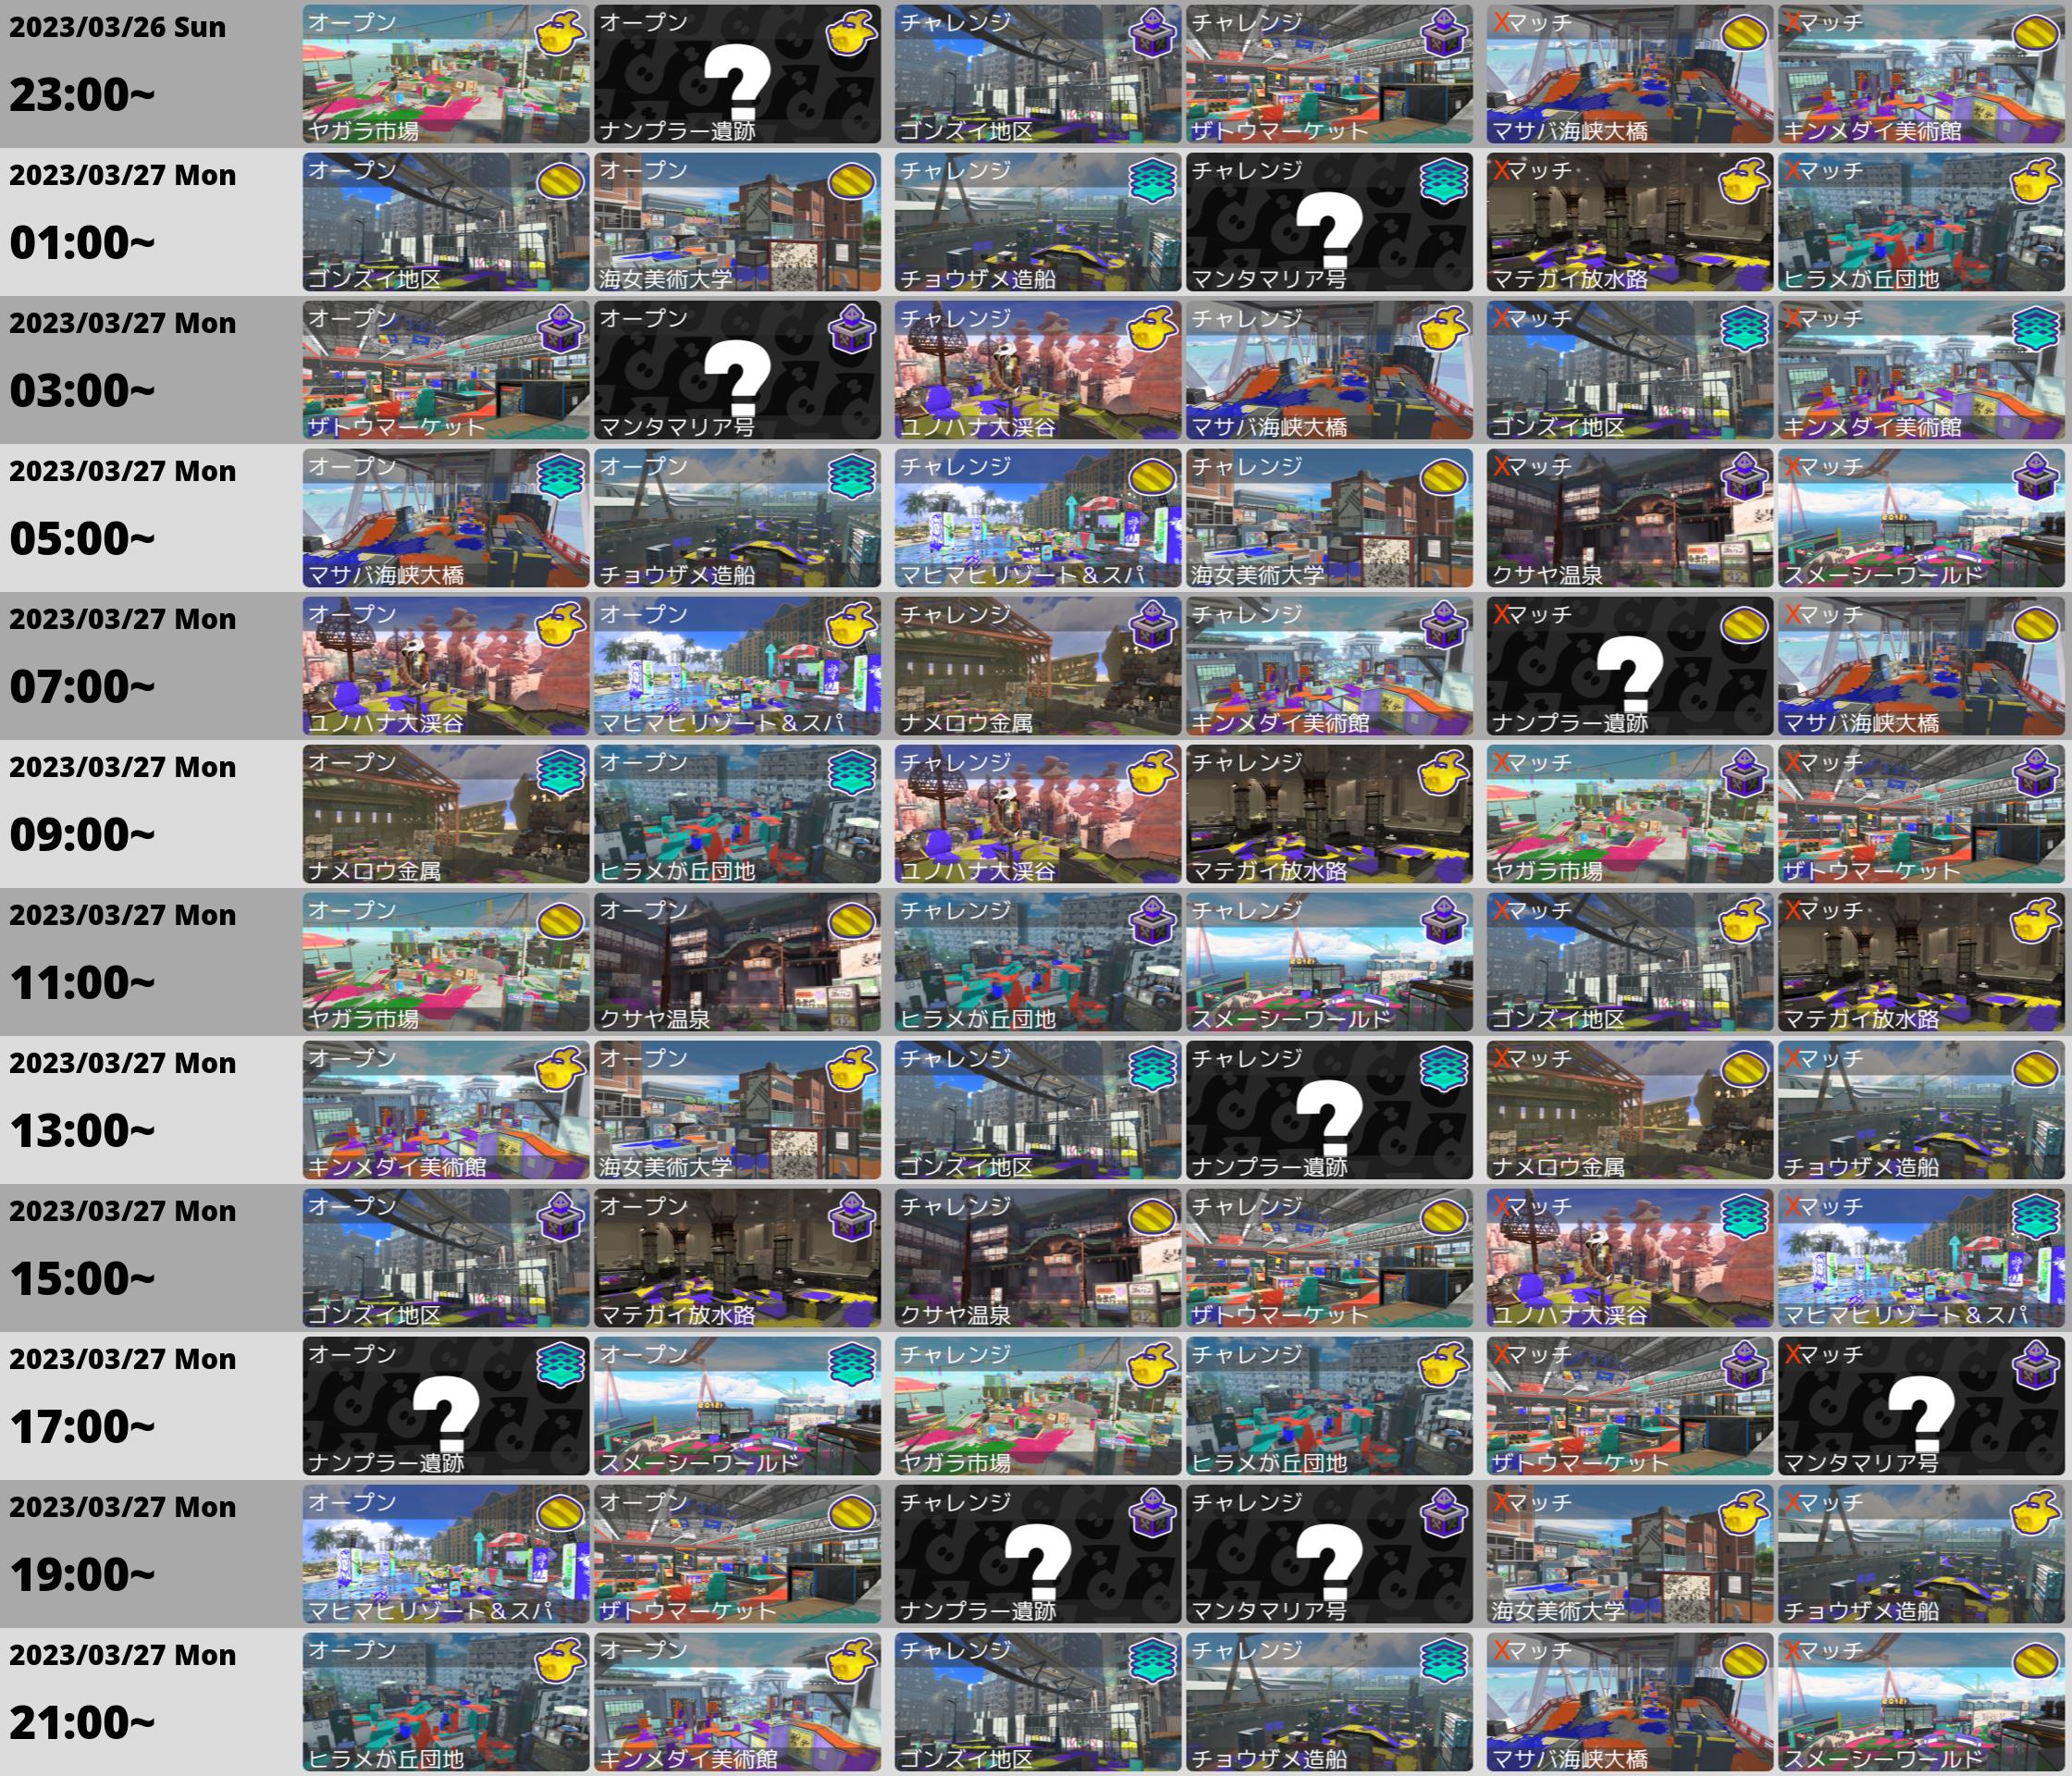 2023/03/26 Sun
23:00~
オープン
ヤガラ市場
オープン
ナンプラー遺跡
チャレンジ
ゴンズイ地区
チャレンジ
ザトウマーケット
Xマッチ
マサバ海峡大橋
Xマッチ
キンメダイ美術館
2023/03/27 Mon
01:00~
オープン
ゴンズイ地区
オープン
海女美術大学
チャレンジ
チョウザメ造船
チャレンジ
マンタマリア号
Xマッチ
マテガイ放水路
Xマッチ
ヒラメが丘団地
2023/03/27 Mon
03:00~
オープン
ザトウマーケット
オープン
マンタマリア号
チャレンジ
ユノハナ大渓谷
チャレンジ
マサバ海峡大橋
Xマッチ
ゴンズイ地区
Xマッチ
キンメダイ美術館
2023/03/27 Mon
05:00~
オープン
マサバ海峡大橋
オープン
チョウザメ造船
チャレンジ
マヒマヒリゾート＆スパ
チャレンジ
海女美術大学
Xマッチ
クサヤ温泉
Xマッチ
スメーシーワールド
2023/03/27 Mon
07:00~
オープン
ユノハナ大渓谷
オープン
マヒマヒリゾート＆スパ
チャレンジ
ナメロウ金属
チャレンジ
キンメダイ美術館
Xマッチ
ナンプラー遺跡
Xマッチ
マサバ海峡大橋
2023/03/27 Mon
09:00~
オープン
ナメロウ金属
オープン
ヒラメが丘団地
チャレンジ
ユノハナ大渓谷
チャレンジ
マテガイ放水路
Xマッチ
ヤガラ市場
Xマッチ
ザトウマーケット
2023/03/27 Mon
11:00~
オープン
ヤガラ市場
オープン
クサヤ温泉
チャレンジ
ヒラメが丘団地
チャレンジ
スメーシーワールド
Xマッチ
ゴンズイ地区
Xマッチ
マテガイ放水路
2023/03/27 Mon
13:00~
オープン
キンメダイ美術館
オープン
海女美術大学
チャレンジ
ゴンズイ地区
チャレンジ
ナンプラー遺跡
Xマッチ
ナメロウ金属
Xマッチ
チョウザメ造船
2023/03/27 Mon
15:00~
オープン
ゴンズイ地区
オープン
マテガイ放水路
チャレンジ
クサヤ温泉
チャレンジ
ザトウマーケット
Xマッチ
ユノハナ大渓谷
Xマッチ
マヒマヒリゾート＆スパ
2023/03/27 Mon
17:00~
オープン
ナンプラー遺跡
オープン
スメーシーワールド
チャレンジ
ヤガラ市場
チャレンジ
ヒラメが丘団地
Xマッチ
ザトウマーケット
Xマッチ
マンタマリア号
2023/03/27 Mon
19:00~
オープン
マヒマヒリゾート＆スパ
オープン
ザトウマーケット
チャレンジ
ナンプラー遺跡
チャレンジ
マンタマリア号
Xマッチ
海女美術大学
Xマッチ
チョウザメ造船
2023/03/27 Mon
21:00~
オープン
ヒラメが丘団地
オープン
キンメダイ美術館
チャレンジ
ゴンズイ地区
チャレンジ
チョウザメ造船
Xマッチ
マサバ海峡大橋
Xマッチ
スメーシーワールド